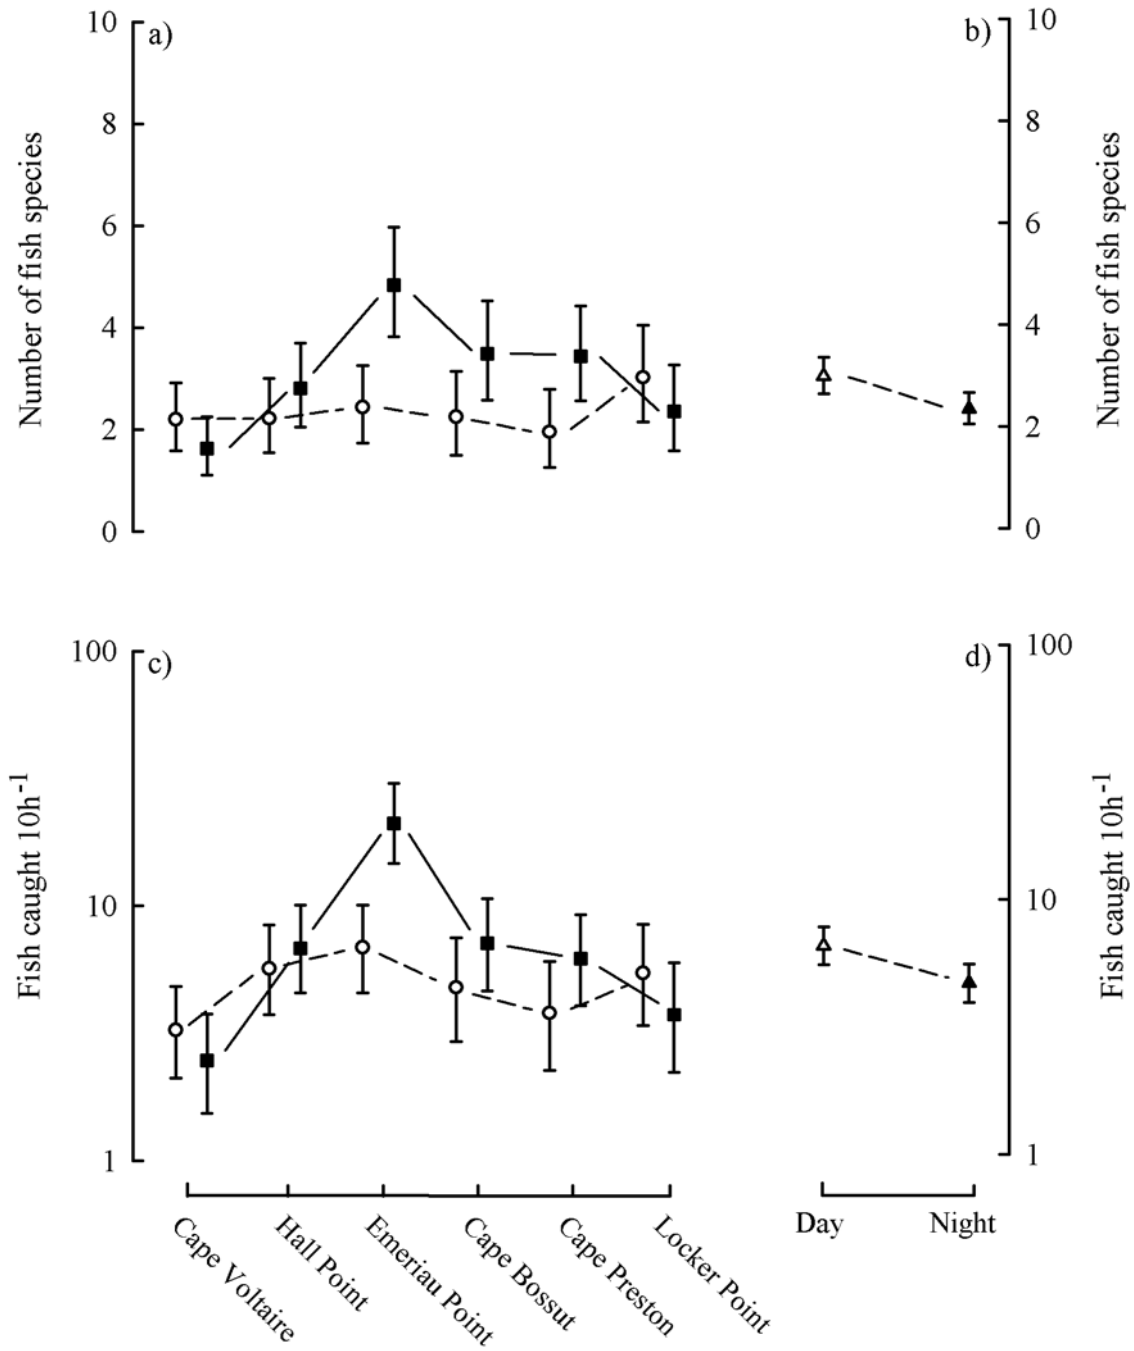 a)
10
8
6
4
2
0
Number of fish species
b)
10
8
6
4
2
0
Number of fish species
c)
100
10
1
Fish caught 10h-1
d)
100
10
1
Fish caught 10h-1
Cape Voltaire
Hall Point
Emeriau Point
Cape Bossut
Cape Preston
Locker Point
Day
Night